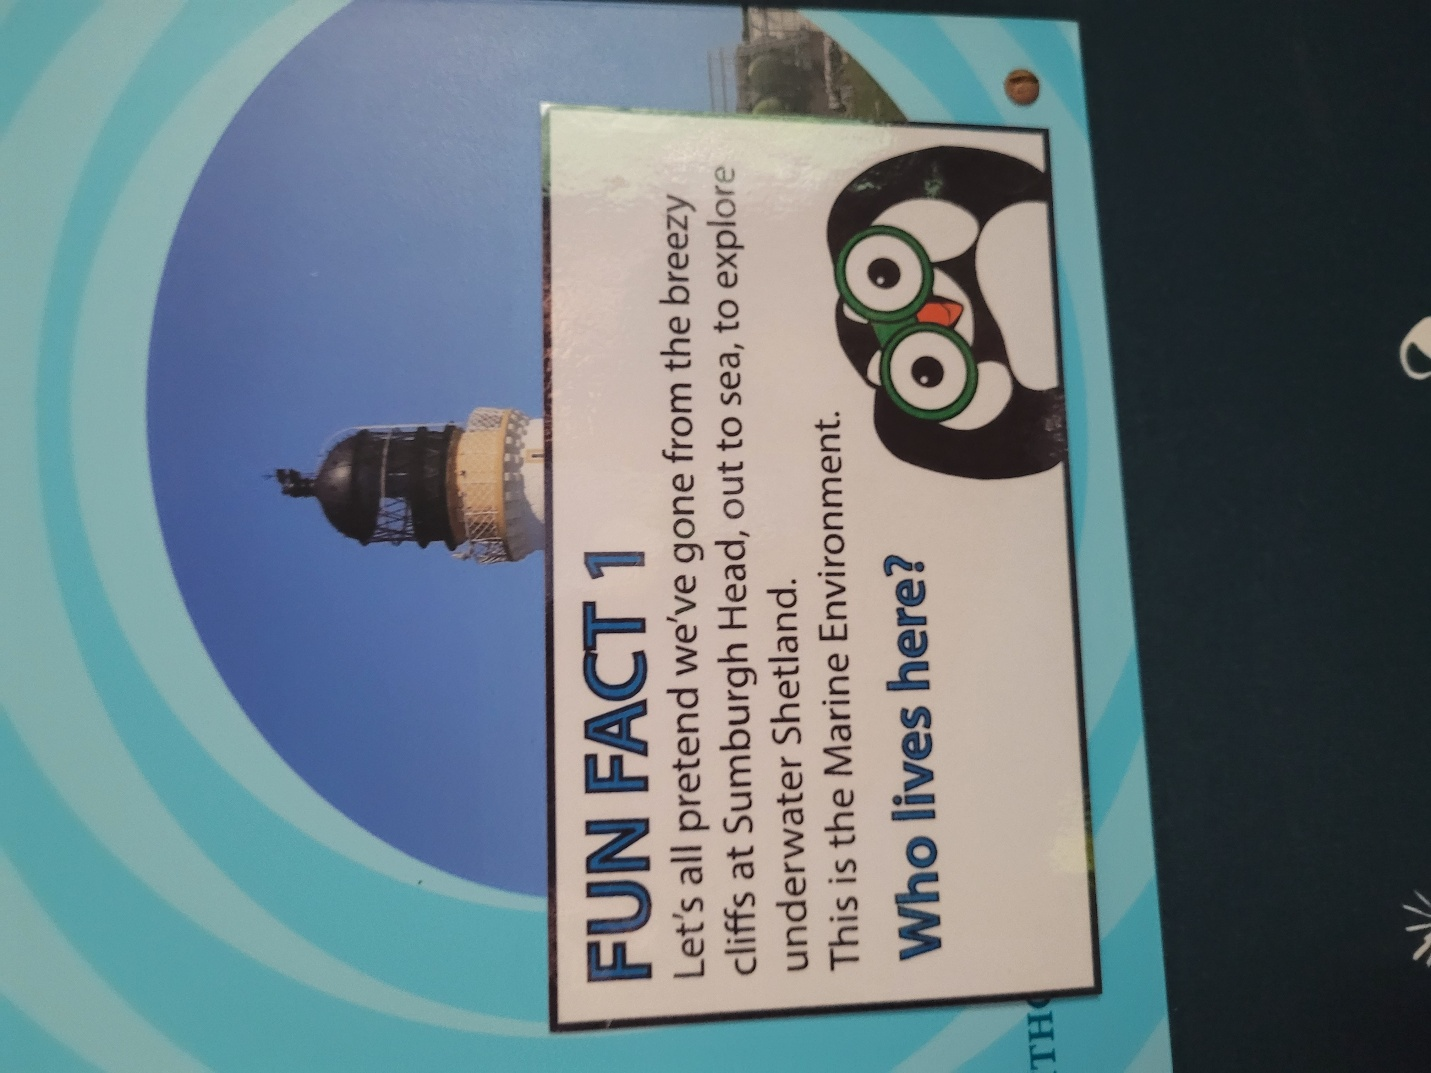 FUN FACT 1
Let's all pretend we've gone from the breezy
cliffs at Sumburgh Head, out to sea, to explore
underwater Shetland.
This is the Marine Environment.
Who lives here?